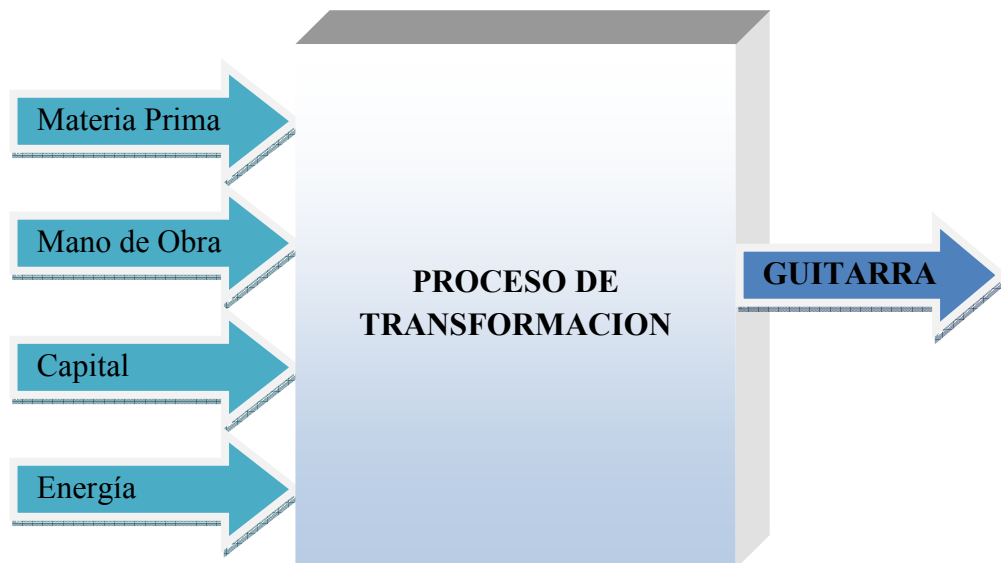 Materia Prima
Mano de Obra
Capital
Energía
PROCESO DE
TRANSFORMACION
GUITARRA